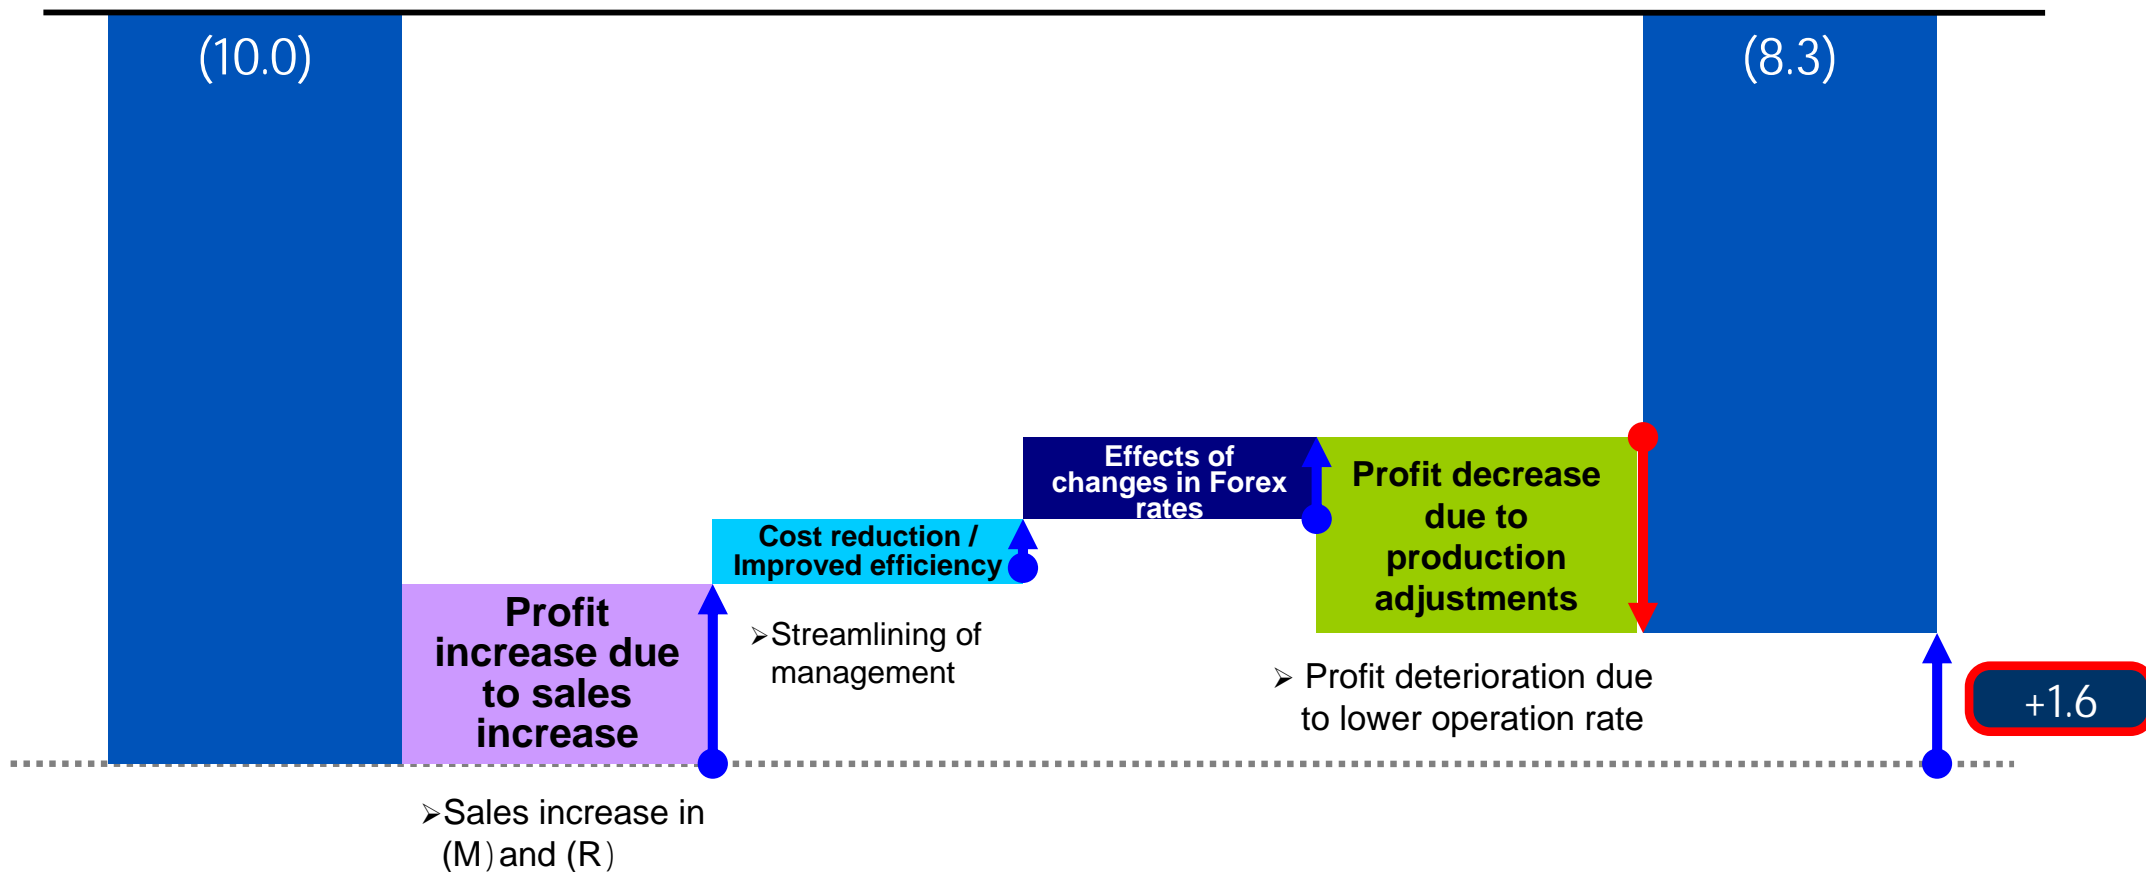 (10.0)
(8.3)
Effects of
changes in Forex
rates
Profit decrease
due to
production
adjustments
Cost reduction /
Improved efficiency
Profit
increase due
to sales
increase
➢Streamlining of
management
➢ Profit deterioration due
to lower operation rate
+1.6
➢Sales increase in
(M) and (R)